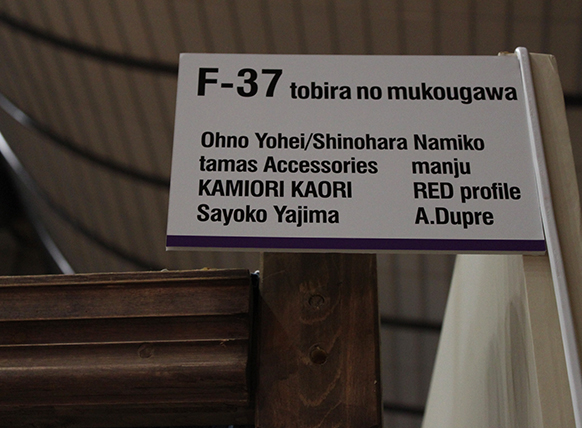 F-37 tobira no mukougawa
Ohno Yohei/Shinohara Namiko
tamas Accessories manju
KAMIORI KAORI RED profile
Sayoko Yajima A.Dupre